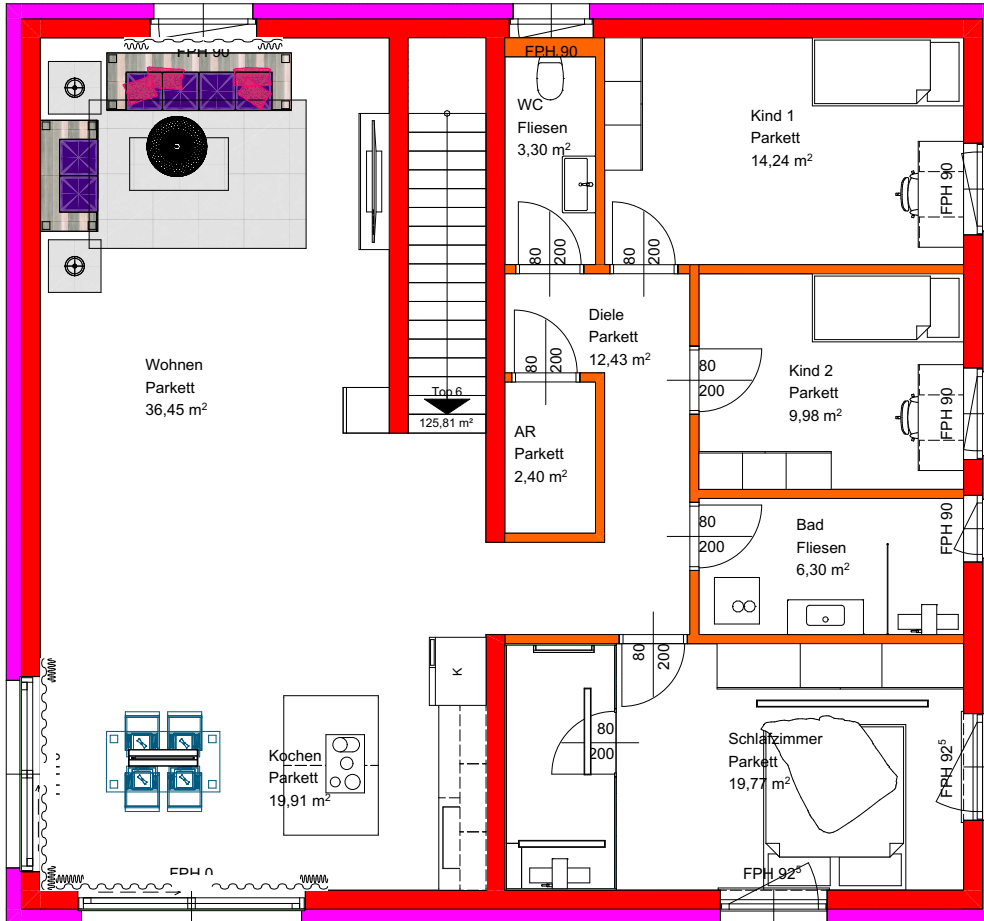 FPH 90
FPH 90
WC
Fliesen
3,30 m²
Kind 1
Parkett
14,24 m²
FPH 90
80
200
80
200
Diele
Parkett
12,43 m²
80
200
Wohnen
Parkett
36,45 m²
Top 6
125,81 m²
80
200
Kind 2
Parkett
9,98 m²
FPH 90
AR
Parkett
2,40 m²
80
200
Bad
Fliesen
6,30 m²
FPH 90
80
200
K
80
200
Kochen
Parkett
19,91 m²
Schlafzimmer
Parkett
19,77 m²
FPH 92⁵
FPH 0
FPH 92⁵